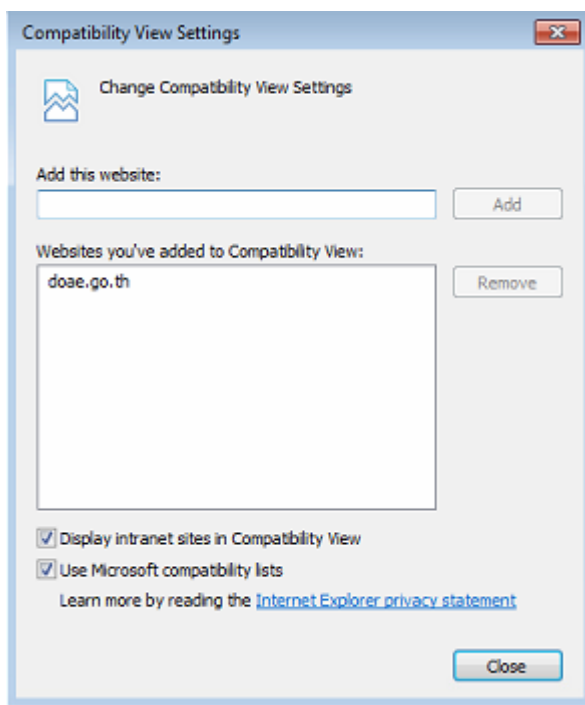 Compatibility View Settings
Change Compatibility View Settings
Add this website:
Add
Websites you've added to Compatibility View:
doae.go.th
Remove
Display intranet sites in Compatibility View
Use Microsoft compatibility lists
Learn more by reading the Internet Explorer privacy statement
Close